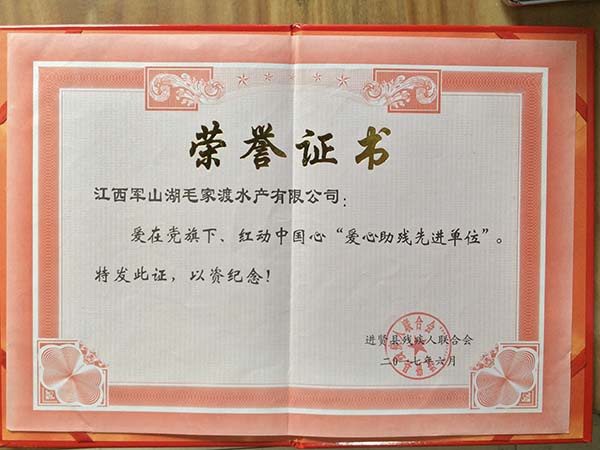 荣誉证书
江西军山湖毛家渡水产有限公司：
爱在党旗下、红动中国心“爱心助残先进单位”。
特发此证，以资纪念！
进贤县残疾人联合会
二〇一七年六月